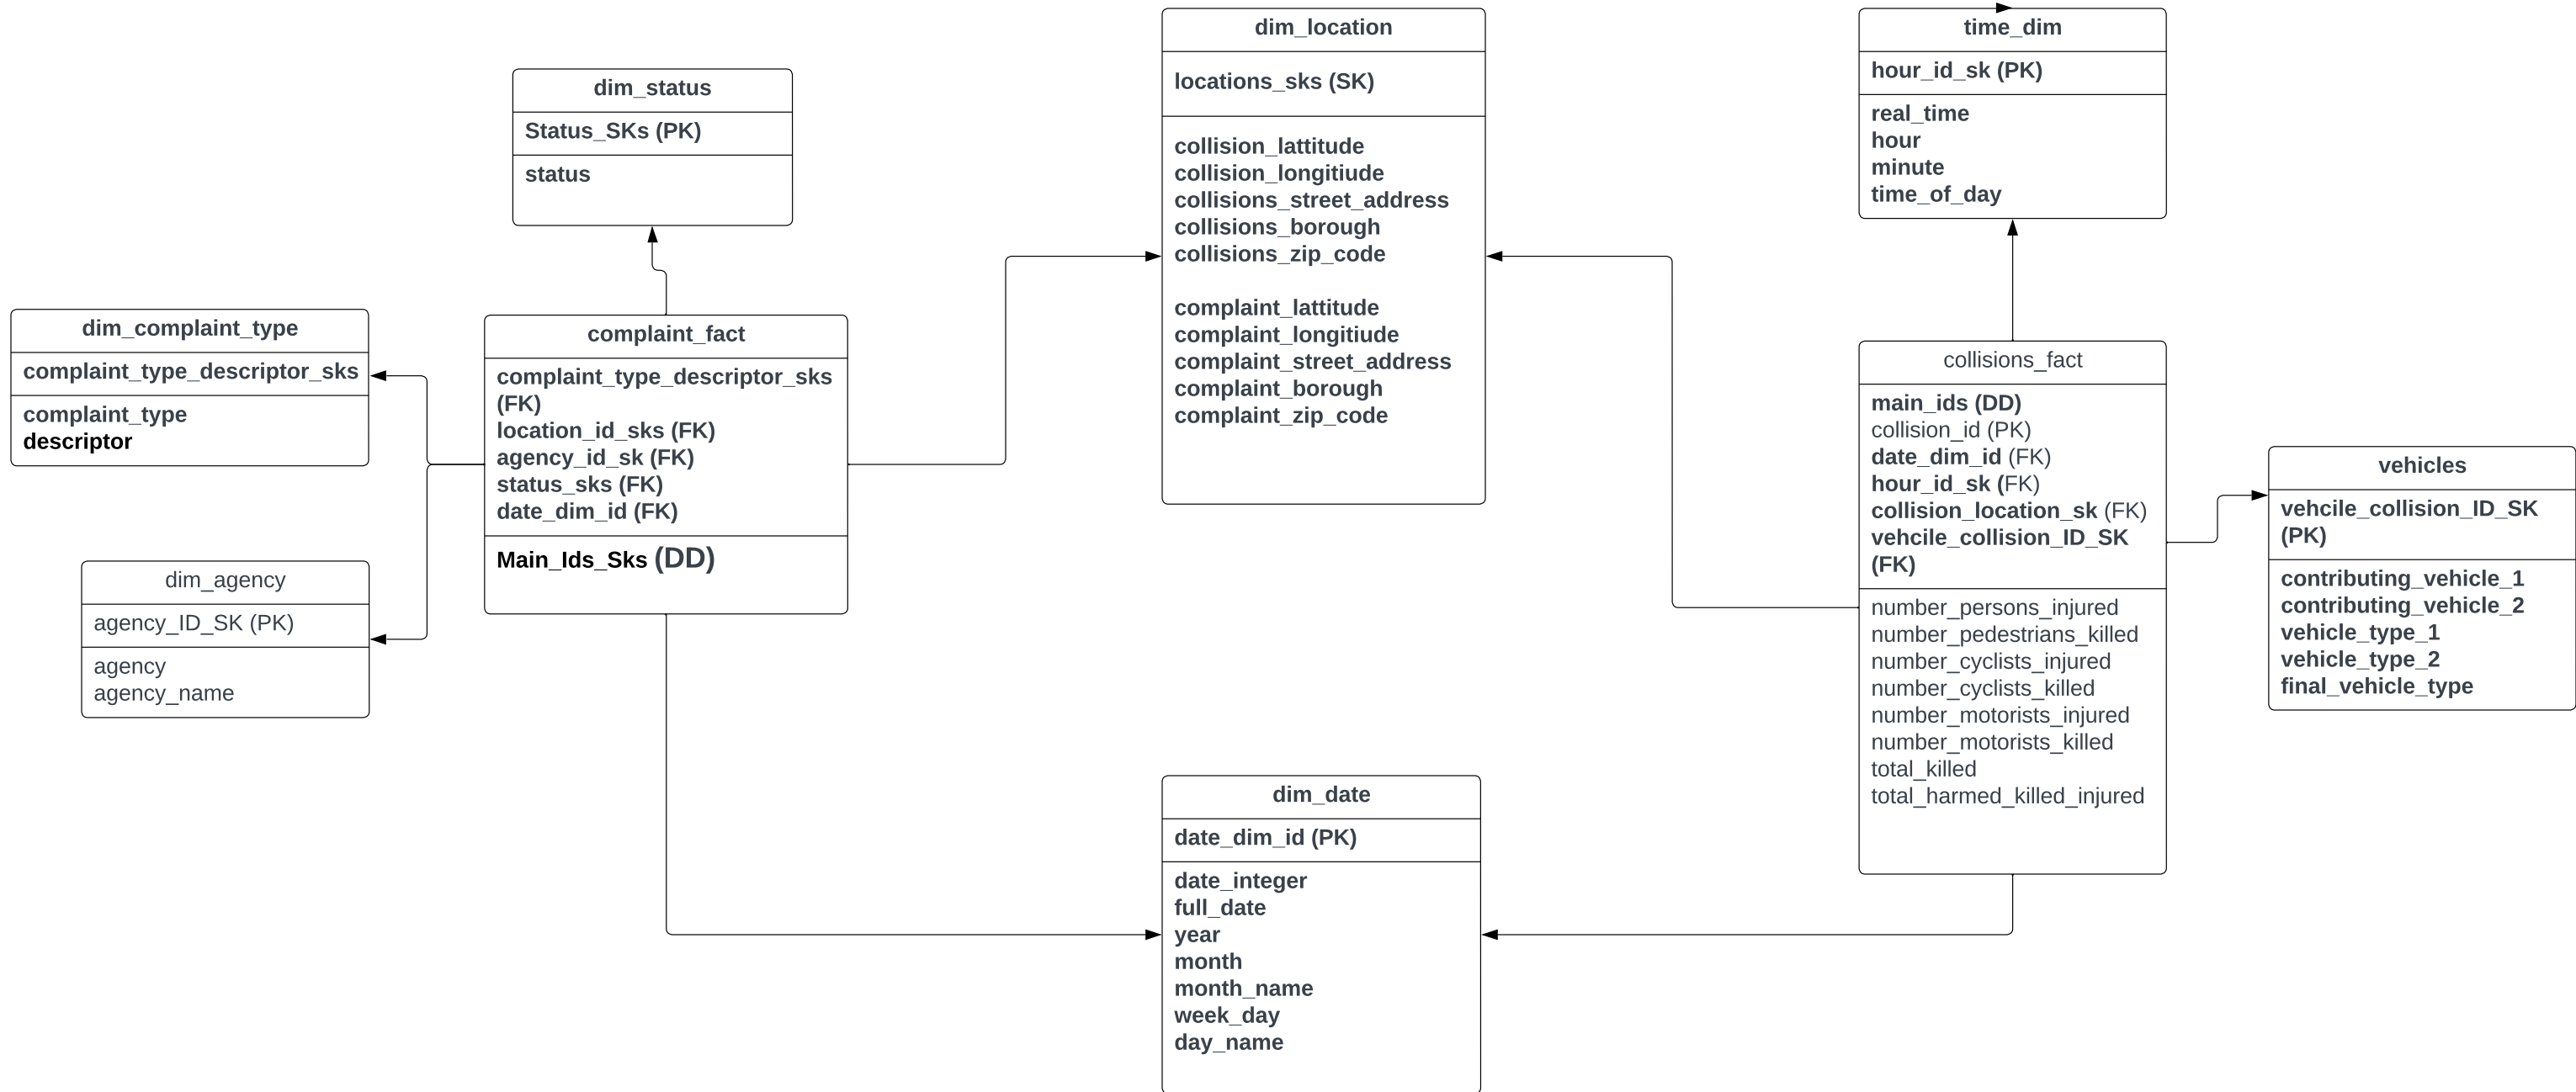 dim_location
locations_sks (SK)
collision_lattitude
collision_longitiude
collisions_street_address
collisions_borough
collisions_zip_code
complaint_lattitude
complaint_longitiude
complaint_street_address
complaint_borough
complaint_zip_code
time_dim
hour_id_sk (PK)
real_time
hour
minute
time_of_day
dim_status
Status_SKs (PK)
status
dim_complaint_type
complaint_type_descriptor_sks
complaint_type
descriptor
complaint_fact
complaint_type_descriptor_sks
(FK)
location_id_sks (FK)
agency_id_sk (FK)
status_sks (FK)
date_dim_id (FK)
Main_Ids_Sks (DD)
collisions_fact
main_ids (DD)
collision_id (PK)
date_dim_id (FK)
hour_id_sk (FK)
collision_location_sk (FK)
vehcile_collision_ID_SK
(FK)
number_persons_injured
number_pedestrians_killed
number_cyclists_injured
number_cyclists_killed
number_motorists_injured
number_motorists_killed
total_killed
total_harmed_killed_injured
vehicles
vehcile_collision_ID_SK
(PK)
contributing_vehicle_1
contributing_vehicle_2
vehicle_type_1
vehicle_type_2
final_vehicle_type
dim_agency
agency_ID_SK (PK)
agency
agency_name
dim_date
date_dim_id (PK)
date_integer
full_date
year
month
month_name
week_day
day_name